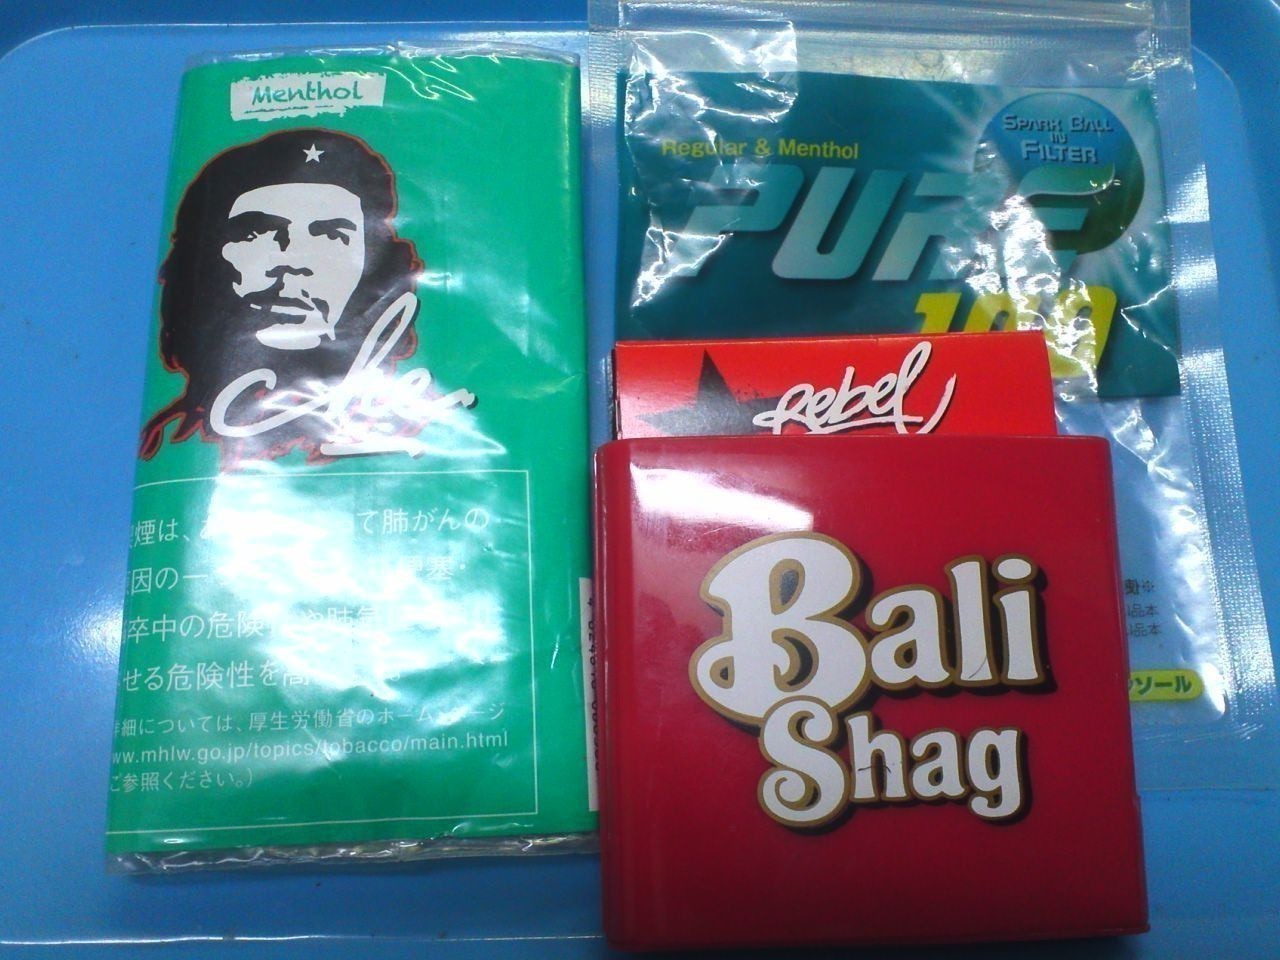 Menthol
Che
煙は、 て肺がんの
因の一
卒中の危険
せる危険性を
細については、厚生労働省のホームページ
www.mhlw.go.jp/topics/tobacco/main.html
ご参照ください。)
Regular & Menthol
SPARK BALL
IN
FILTER
PURE
100
Rebel
Bali
Shag
ソール